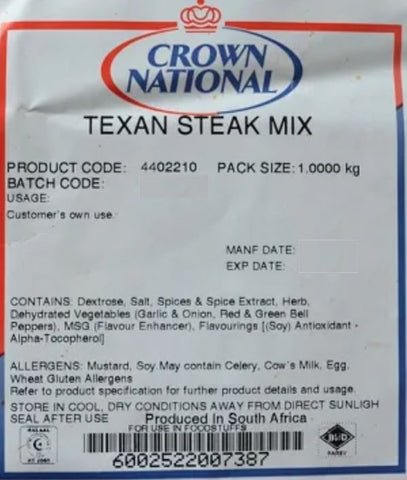 CROWN
NATIONAL
TEXAN STEAK MIX
PRODUCT CODE: 4402210 PACK SIZE: 1.0000 kg
BATCH CODE:
USAGE:
Customer's own use.
MANF DATE:
EXP DATE:
CONTAINS: Dextrose, Salt, Spices & Spice Extract, Herb,
Dehydrated Vegetables (Garlic & Onion, Red & Green Bell
Peppers), MSG (Flavour Enhancer), Flavourings [(Soy) Antioxidant -
Alpha-Tocopherol]
ALLERGENS: Mustard, Soy. May contain Celery, Cow's Milk, Egg,
Wheat Gluten Allergens
Refer to product specification for further product details and usage.
STORE IN COOL, DRY CONDITIONS AWAY FROM DIRECT SUNLIGH
SEAL AFTER USE Produced In South Africa
FOR USE IN FOODSTUFFS
6002522007387
PAREV